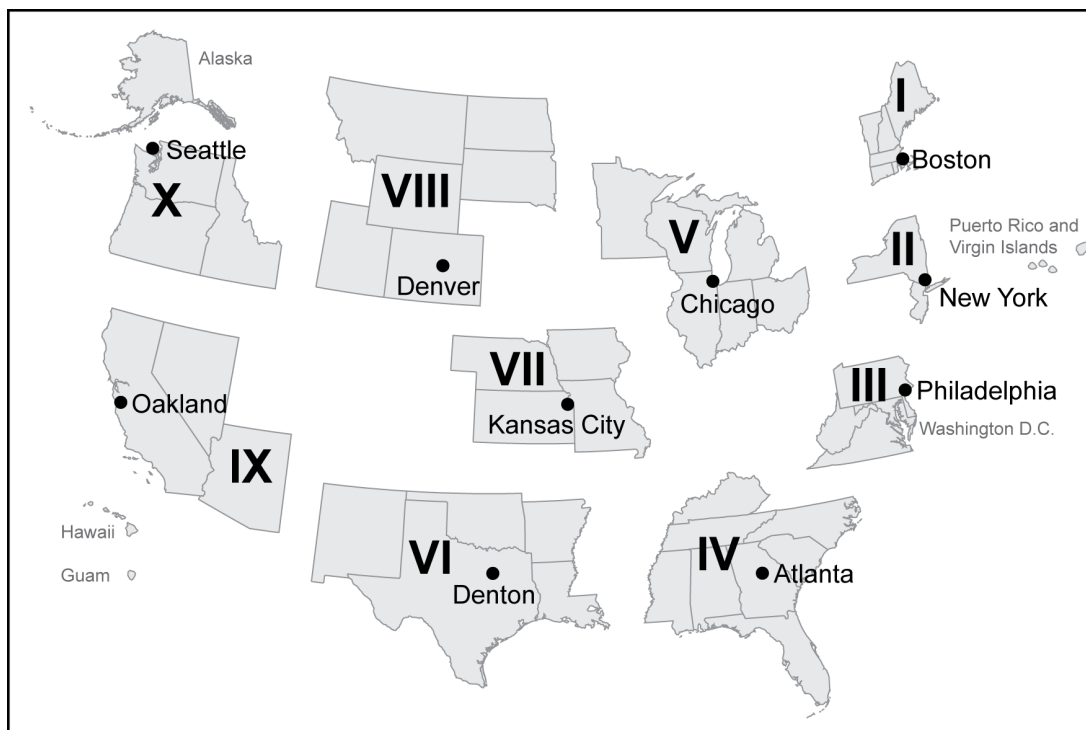 Alaska
Seattle
X
VIII
Denver
V
Chicago
I
Boston
Puerto Rico and
Virgin Islands
II
New York
Oakland
IX
Hawaii
Guam
VII
Kansas City
III
Philadelphia
Washington D.C.
VI
Denton
IV
Atlanta